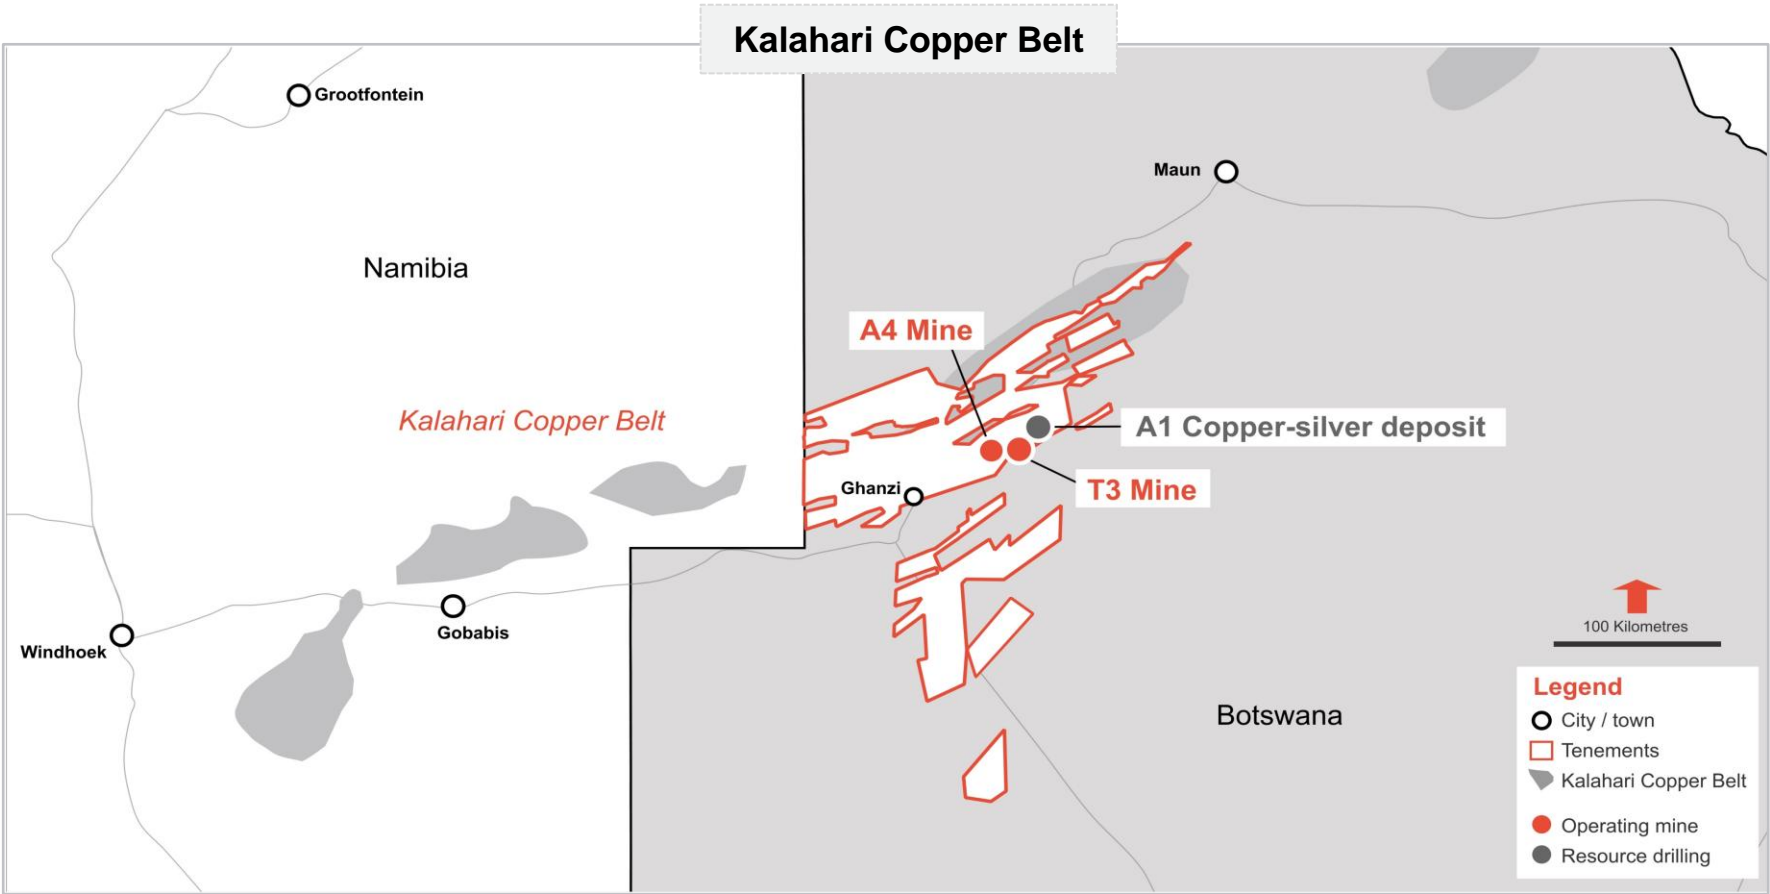 Kalahari Copper Belt
Grootfontein
Maun
Namibia
A4 Mine
Kalahari Copper Belt
A1 Copper-silver deposit
Ghanzi
T3 Mine
Gobabis
Windhoek
100 Kilometres
Botswana
Legend
City / town
Tenements
Kalahari Copper Belt
Operating mine
Resource drilling